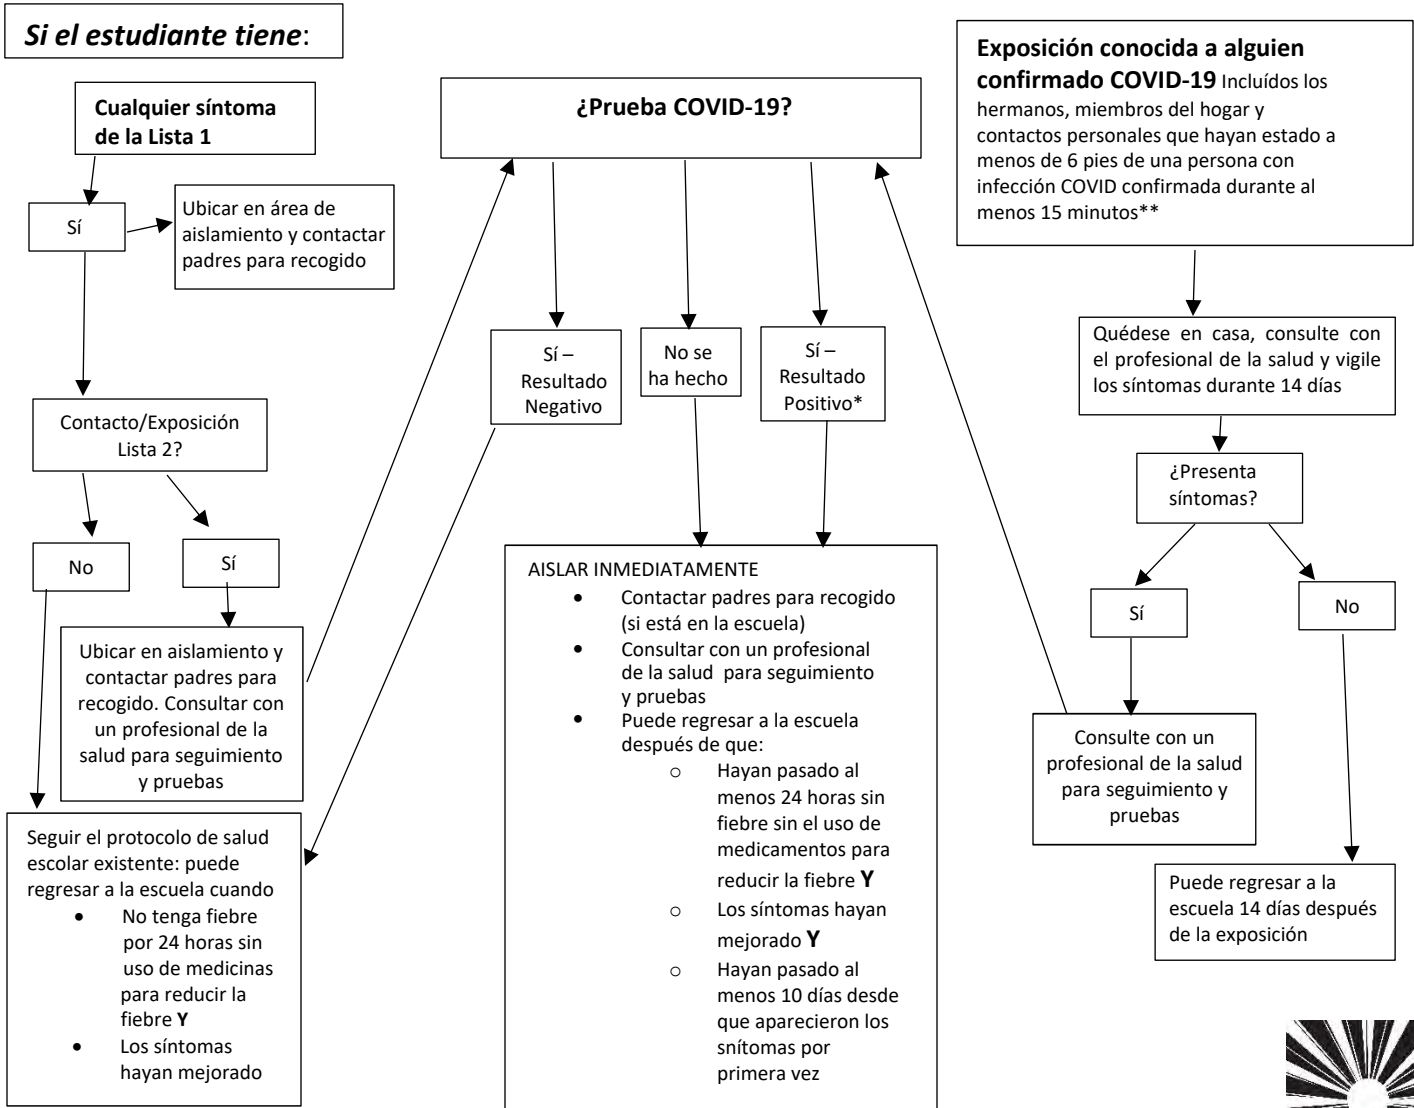 Si el estudiante tiene:
Cualquier síntoma
de la Lista 1
Sí
Ubicar en área de
aislamiento y contactar
padres para recogido
Contacto/Exposición
Lista 2?
No
Sí
Ubicar en aislamiento y
contactar padres para
recogido. Consultar con
un profesional de la
salud para seguimiento
y pruebas
Seguir el protocolo de salud
escolar existente: puede
regresar a la escuela cuando
• No tenga fiebre
por 24 horas sin
uso de medicinas
para reducir la
fiebre Y
• Los síntomas
hayan mejorado
¿Prueba COVID-19?
Sí –
Resultado
Negativo
No se
ha hecho
Sí –
Resultado
Positivo*
AISLAR INMEDIATAMENTE
• Contactar padres para recogido
(si está en la escuela)
• Consultar con un profesional
de la salud para seguimiento
y pruebas
• Puede regresar a la escuela
después de que:
o Hayan pasado al
menos 24 horas sin
fiebre sin el uso de
medicamentos para
reducir la fiebre Y
o Los síntomas hayan
mejorado Y
o Hayan pasado al
menos 10 días desde
que aparecieron los
snítomas por
primera vez
Exposición conocida a alguien
confirmado COVID-19 Incluídos los
hermanos, miembros del hogar y
contactos personales que hayan estado a
menos de 6 pies de una persona con
infección COVID confirmada durante al
menos 15 minutos**
Quédese en casa, consulte con
el profesional de la salud y vigile
los síntomas durante 14 días
¿Presenta
síntomas?
Sí
No
Consulte con un
profesional de la salud
para seguimiento y
pruebas
Puede regresar a la
escuela 14 días después
de la exposición